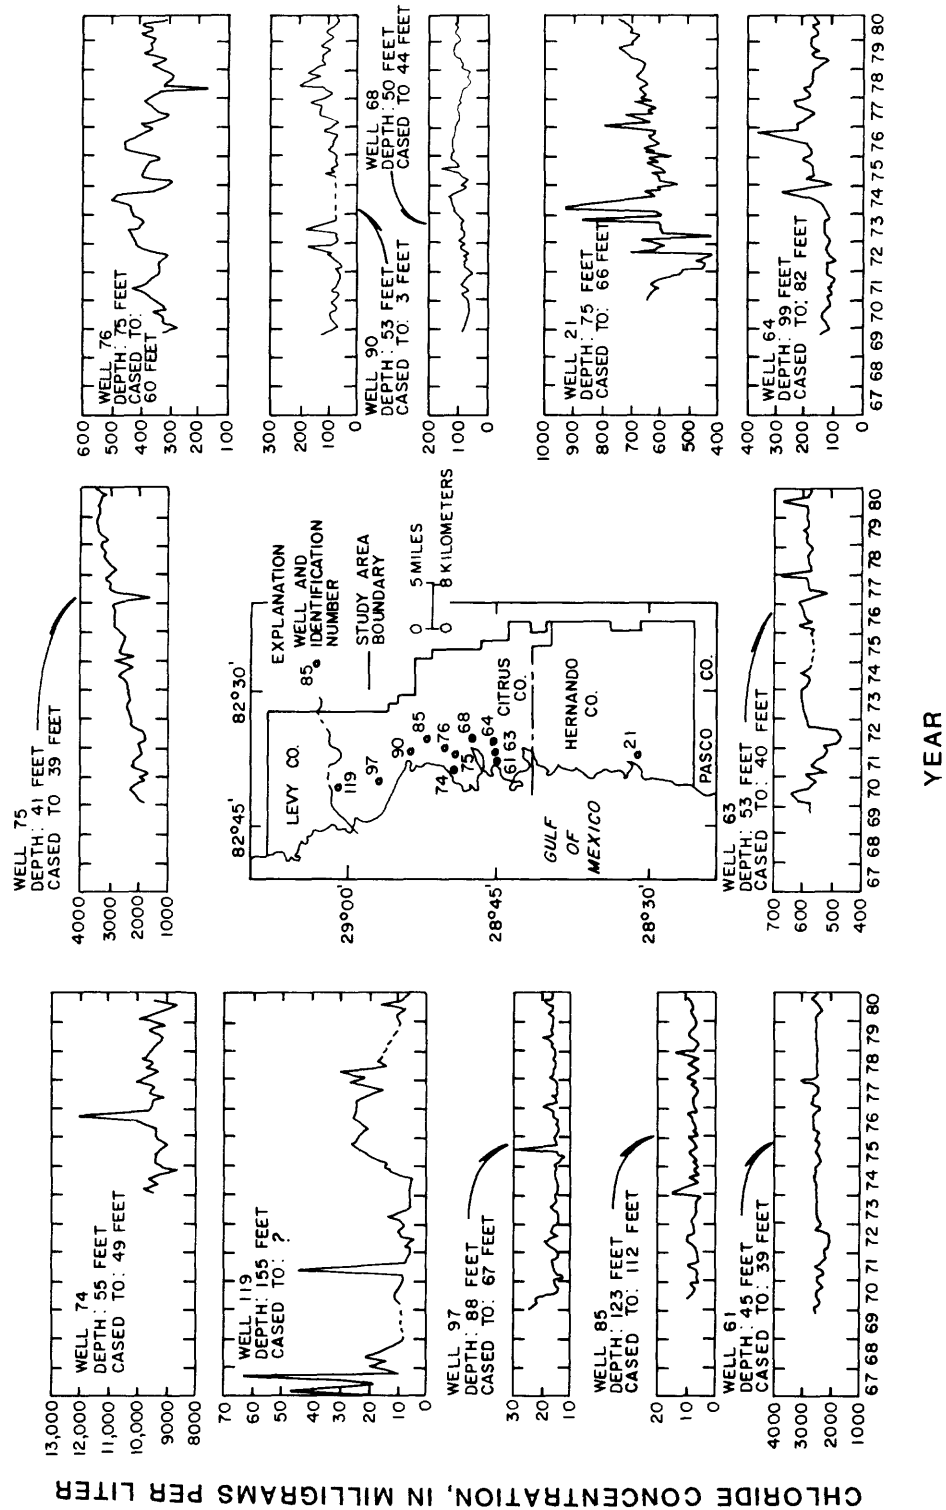 CHLORIDE CONCENTRATION, IN MILLIGRAMS PER LITER
13,000
12,000
11,000
10,000
9000
8000
WELL 74
DEPTH: 55 FEET
CASED TO: 49 FEET
70
60
50
40
30
20
10
0
WELL 119
DEPTH: 155 FEET
CASED TO: ?
WELL 97
DEPTH: 88 FEET
CASED TO: 67 FEET
30
20
10
WELL 85
DEPTH: 123 FEET
CASED TO: 112 FEET
20
10
0
WELL 61
DEPTH: 45 FEET
CASED TO: 39 FEET
4000
3000
2000
1000
67 68 69 70 71 72 73 74 75 76 77 78 79 80
WELL 75
DEPTH: 41 FEET
CASED TO 39 FEET
4000
3000
2000
1000
82°45'
82°30'
EXPLANATION
85
WELL AND
IDENTIFICATION
NUMBER
STUDY AREA
BOUNDARY
0 5 MILES
0 8 KILOMETERS
29°00'
28°45'
28°30'
LEVY CO.
119
97
90
85
76
74
75
68
64
63
61
CITRUS
CO.
HERNANDO
CO.
21
PASCO CO.
GULF
OF
MEXICO
WELL 63
DEPTH: 53 FEET
CASED TO: 40 FEET
700
600
500
400
67 68 69 70 71 72 73 74 75 76 77 78 79 80
WELL 76
DEPTH: 75 FEET
CASED TO:
60 FEET
600
500
400
300
200
100
300
200
100
0
WELL 90
DEPTH: 53 FEET
CASED TO: 3 FEET
WELL 68
DEPTH: 50 FEET
CASED TO 44 FEET
200
100
0
1000
900
800
700
600
500
400
WELL 21
DEPTH: 75 FEET
CASED TO: 66 FEET
400
300
200
100
0
WELL 64
DEPTH: 99 FEET
CASED TO: 82 FEET
67 68 69 70 71 72 73 74 75 76 77 78 79 80
YEAR